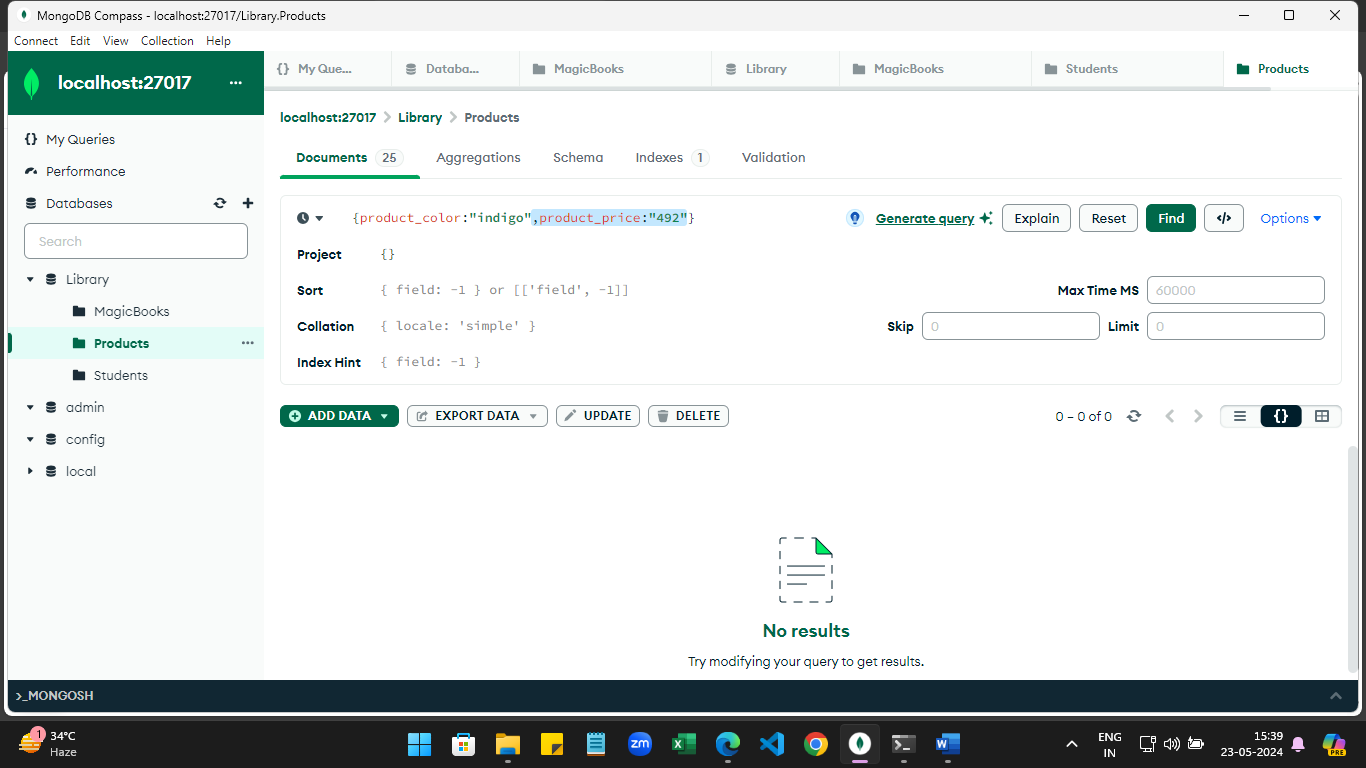 MongoDB Compass - localhost:27017/Library.Products
Connect Edit View Collection Help
localhost:27017 ...
My Queries
Performance
Databases
Search
Library
MagicBooks
Products ...
Students
admin
config
local
{} My Que... Databa... MagicBooks Library MagicBooks Students Products
localhost:27017 > Library > Products
Documents 25 Aggregations Schema Indexes 1 Validation
{product_color:"indigo",product_price:"492"} Generate query Explain Reset Find </> Options
Project {}
Sort { field: -1 } or [['field', -1]] Max Time MS 60000
Collation { locale: 'simple' } Skip 0 Limit 0
Index Hint { field: -1 }
ADD DATA EXPORT DATA UPDATE DELETE 0 – 0 of 0 {}
No results
Try modifying your query to get results.
>_MONGOSH
1 34°C
Haze
zm
W
PRE
ENG
IN
15:39
23-05-2024